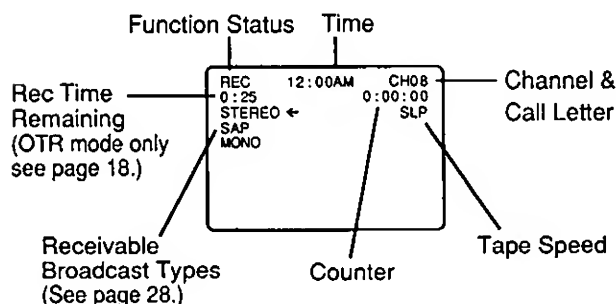 Function Status
Time
REC 12:00AM CH08
0:25 0:00:00
STEREO ← SLP
SAP
MONO
Channel &
Call Letter
Rec Time
Remaining
(OTR mode only
see page 18.)
Receivable
Broadcast Types
(See page 28.)
Counter
Tape Speed